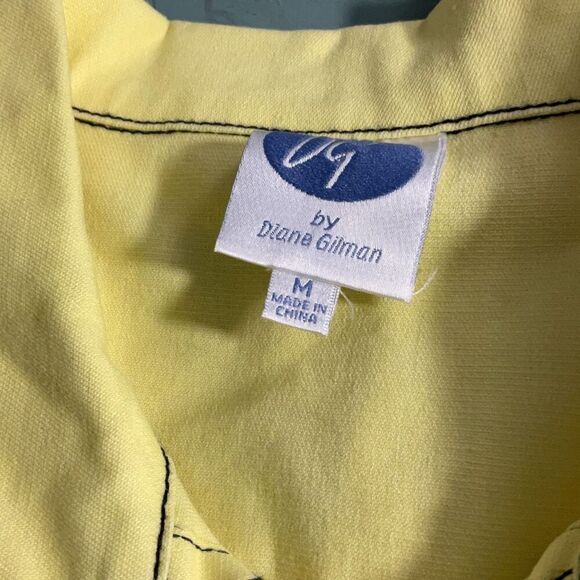 DG
by
Diane Gilman
M
MADE IN
CHINA